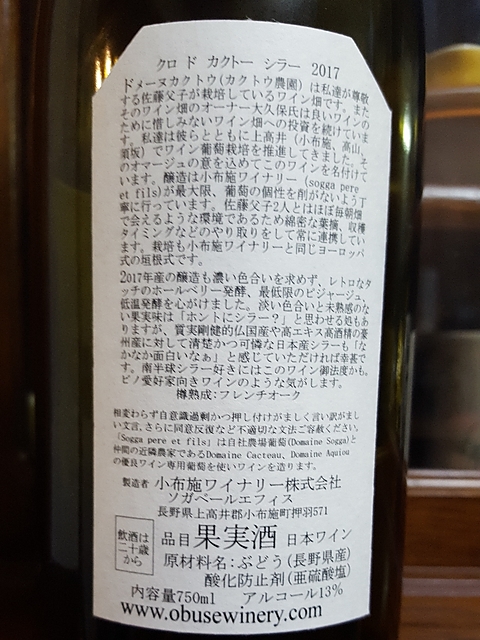 クロ ド カクトー シラー 2017
ドメーヌカクトウ(カクトウ農園) は私達が尊敬
する佐藤父子が栽培しているワイン畑です。また
そのワイン畑のオーナー大久保氏は良いワインの
ために惜しみないワイン畑への投資を続けていま
す。私達は彼らとともに上高井 (小布施、高山、
須坂) でワイン葡萄栽培を推進してきました。そ
のオマージュの意を込めてこのワインを名付けて
います。醸造は小布施ワイナリー (sogga pere
et fils)が最大限、葡萄の個性を削がないよう丁
寧に行っています。佐藤父子2人とはほぼ毎朝畑
で会えるような環境であるため綿密な葉摘、収穫
タイミングなどのやり取りをして常に連携してい
ます。栽培も小布施ワイナリーと同じヨーロッパ
式の垣根式です。
2017年産の醸造も濃い色合いを求めず、レトロなタ
ッチのホールベリー発酵、最低限のピジャージュ、
低温発酵を心がけました。淡い色合いと未熟感のな
い果実味は「ホントにシラー？」と思わせる処もあ
りますが、質実剛健的仏国産や高エキス高酒精の豪
州産に対して清楚かつ可憐な日本産シラーも「な
かなか面白いなぁ」と感じていただければ幸甚で
す。南半球シラー好きにはこのワイン御法度かも。
ピノ愛好家向きワインのような気がします。
樽熟成：フレンチオーク
相変わらず自意識過剰かつ押し付けがましく言い訳がまし
い文言、さらに同意反復など不適切な文法ご容赦ください。
「Sogga pere et fils」は自社農場葡萄(Domaine Sogga)と
仲間の近隣農家であるDomaine Cacteau、Domaine Aquiou
の優良ワイン専用葡萄を使いワインを造ります。
製造者 小布施ワイナリー株式会社
ソガペールエフィス
長野県上高井郡小布施町押羽571
飲酒は
二十歳
から
品目 果実酒 日本ワイン
原材料名：ぶどう(長野県産)
酸化防止剤(亜硫酸塩)
内容量750ml アルコール13%
www.obusewinery.com